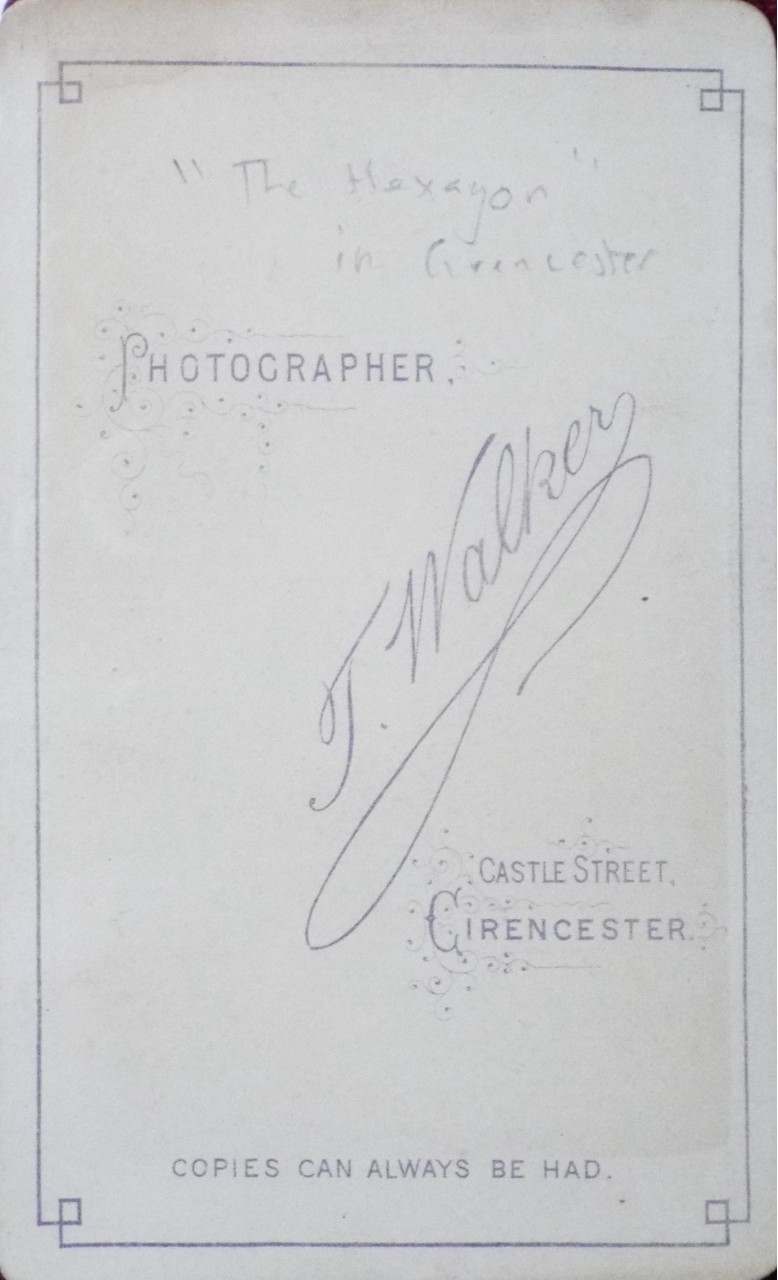 "The Hexagon"
in Cirencester
PHOTOGRAPHER,
T. Walker
CASTLE STREET,
CIRENCESTER.
COPIES CAN ALWAYS BE HAD.